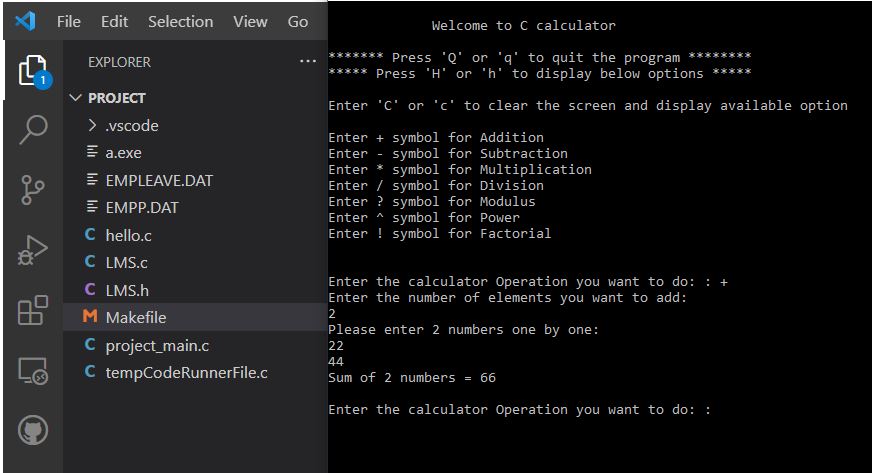 File Edit Selection View Go
EXPLORER
1
PROJECT
.vscode
a.exe
EMPLEAVE.DAT
EMPP.DAT
C hello.c
C LMS.c
C LMS.h
M Makefile
C project_main.c
C tempCodeRunnerFile.c
Welcome to C calculator
******* Press 'Q' or 'q' to quit the program ********
***** Press 'H' or 'h' to display below options *****
Enter 'C' or 'c' to clear the screen and display available option
Enter + symbol for Addition
Enter - symbol for Subtraction
Enter * symbol for Multiplication
Enter / symbol for Division
Enter ? symbol for Modulus
Enter ^ symbol for Power
Enter ! symbol for Factorial
Enter the calculator Operation you want to do: : +
Enter the number of elements you want to add:
2
Please enter 2 numbers one by one:
22
44
Sum of 2 numbers = 66
Enter the calculator Operation you want to do: :